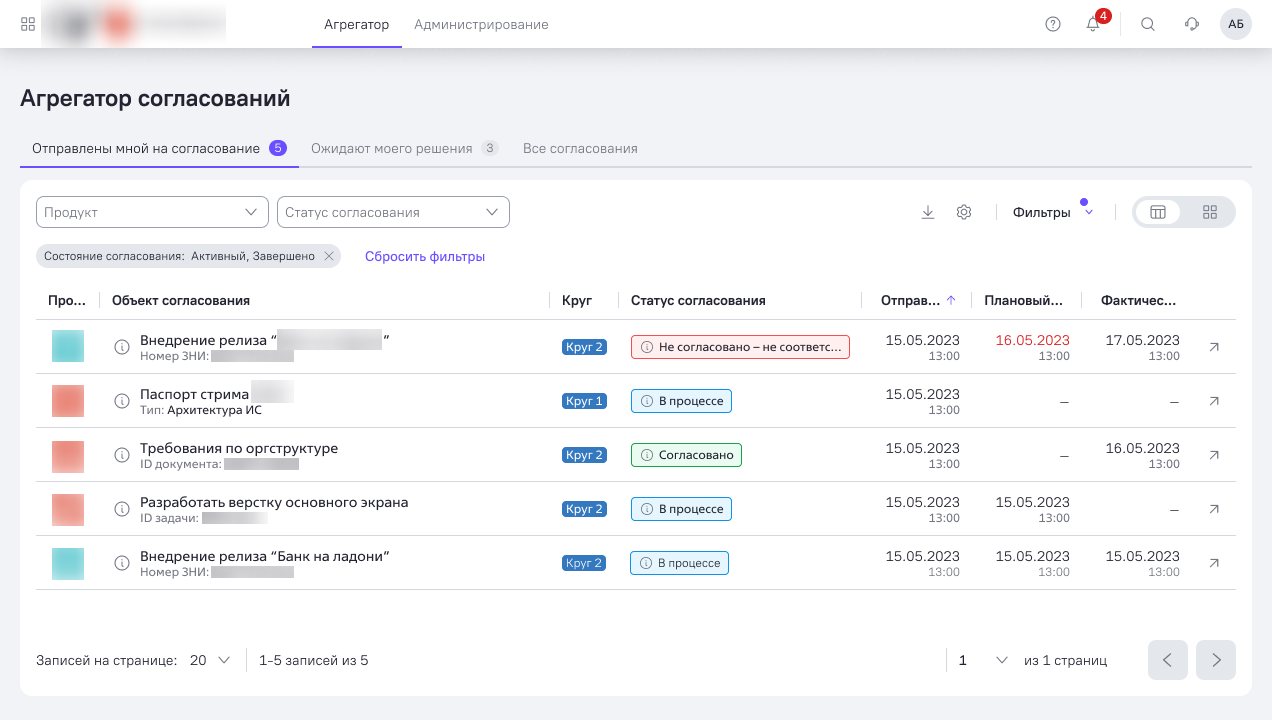 Агрегатор Администрирование 4 АБ
Агрегатор согласований
Отправлены мной на согласование 5 Ожидают моего решения 3 Все согласования
Продукт Статус согласования Фильтры
Состояние согласования: Активный, Завершено Сбросить фильтры
Про... Объект согласования Круг Статус согласования Отправ... Плановый... Фактичес...
Внедрение релиза “ ” Круг 2 Не согласовано – не соответс... 15.05.2023 16.05.2023 17.05.2023
Номер ЗНИ: 13:00 13:00 13:00
Паспорт стрима Круг 1 В процессе 15.05.2023 – –
Тип: Архитектура ИС 13:00
Требования по оргструктуре Круг 2 Согласовано 15.05.2023 – 16.05.2023
ID документа: 13:00 13:00
Разработать верстку основного экрана Круг 2 В процессе 15.05.2023 15.05.2023 –
ID задачи: 13:00 13:00
Внедрение релиза “Банк на ладони” Круг 2 В процессе 15.05.2023 15.05.2023 15.05.2023
Номер ЗНИ: 13:00 13:00 13:00
Записей на странице: 20 1-5 записей из 5 1 из 1 страниц